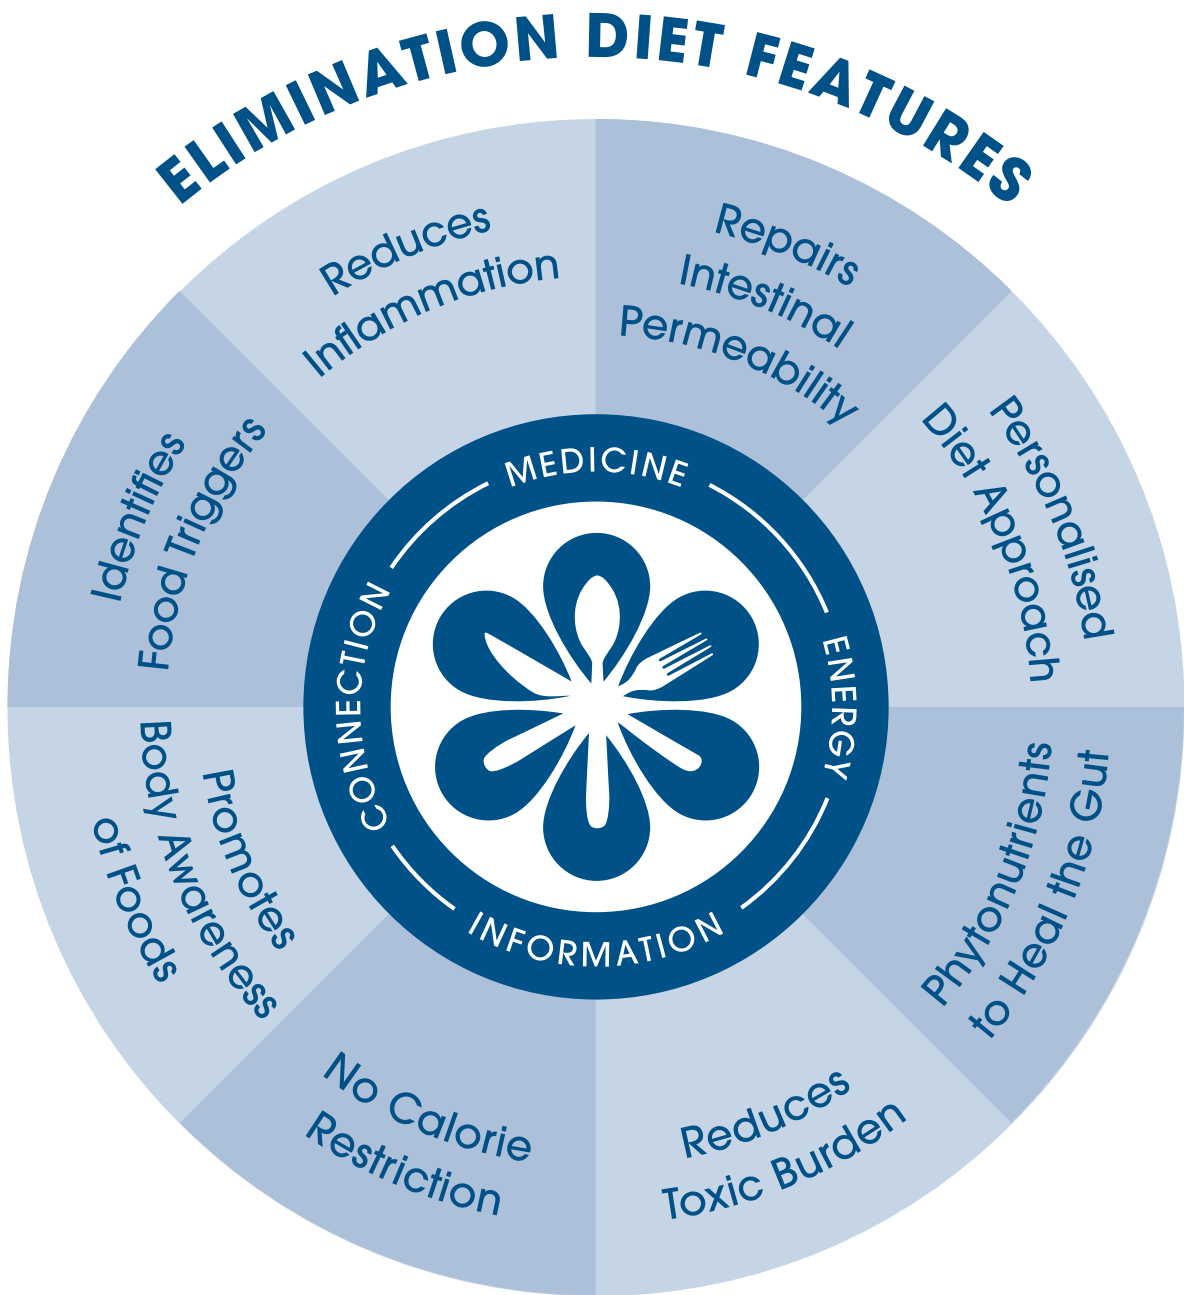 ELIMINATION DIET FEATURES
Reduces
Inflammation
Repairs
Intestinal
Permeability
Personalised
Diet Approach
Phytonutrients
to Heal the Gut
Reduces
Toxic Burden
No Calorie
Restriction
Promotes
Body Awareness
of Foods
Identifies
Food Triggers
MEDICINE
ENERGY
INFORMATION
CONNECTION